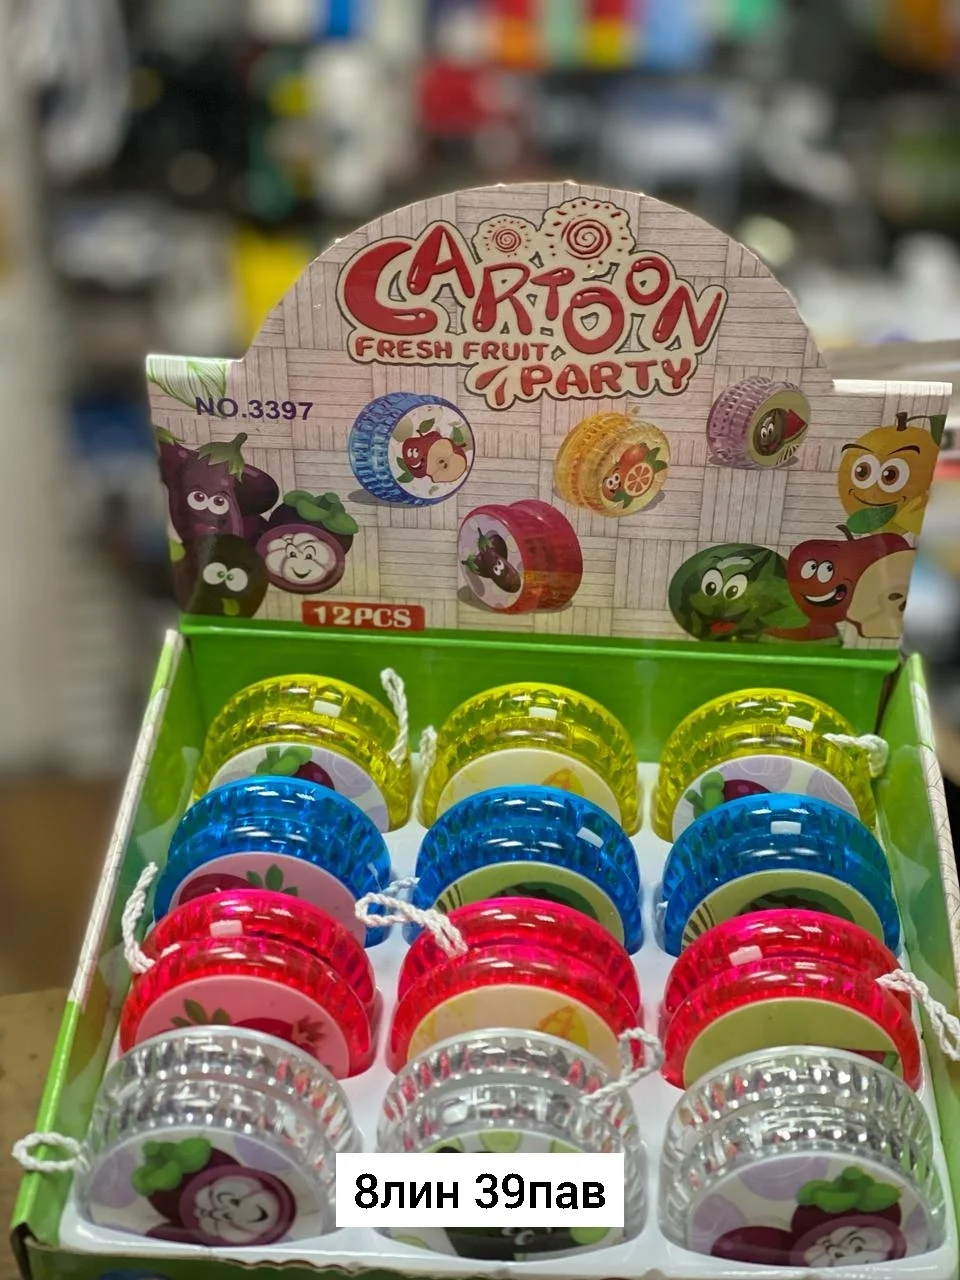 CARTOON
FRESH FRUIT
PARTY
NO.3397
12PCS
8лин 39пав